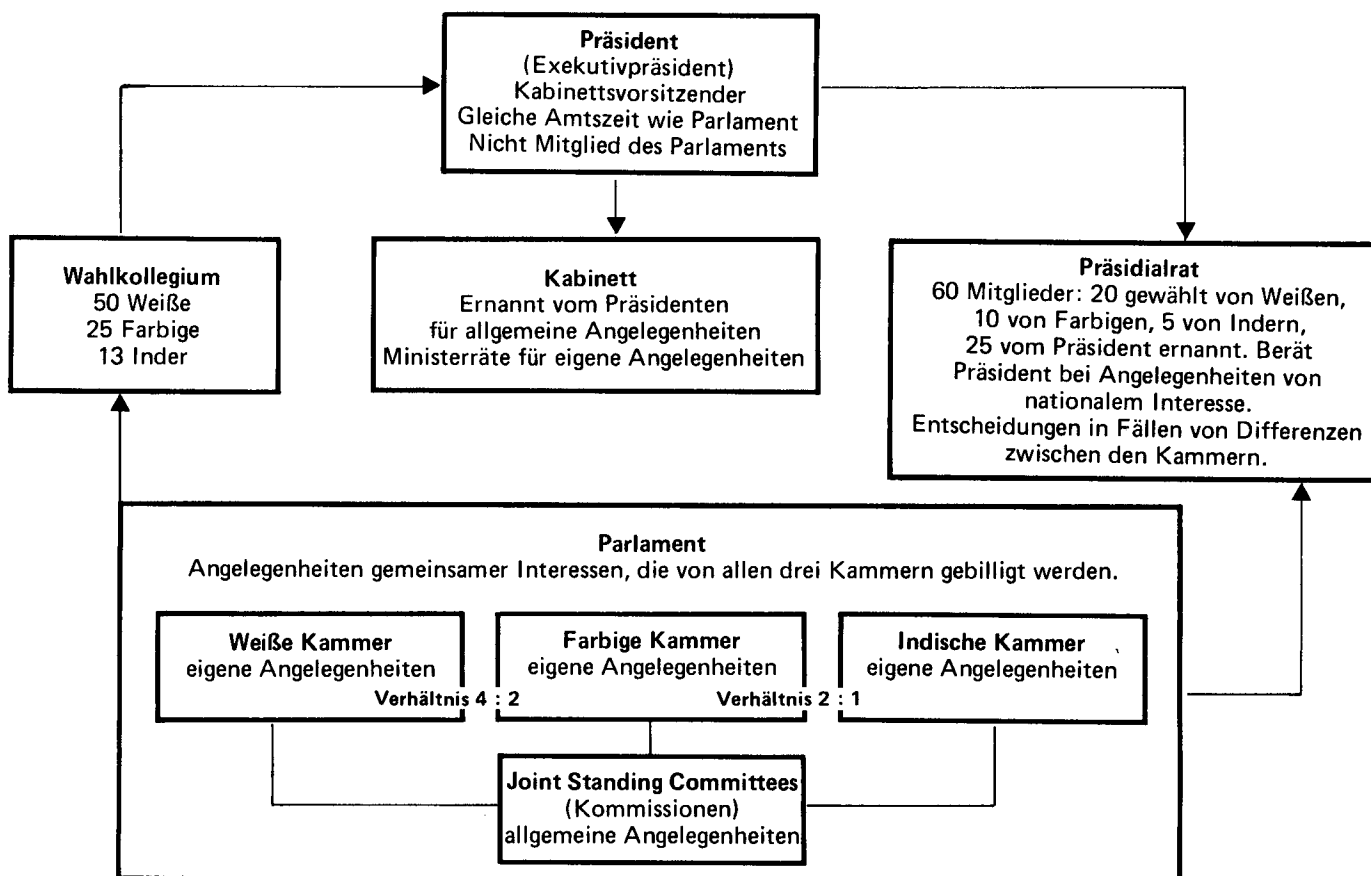 Präsident
(Exekutivpräsident)
Kabinettsvorsitzender
Gleiche Amtszeit wie Parlament
Nicht Mitglied des Parlaments
Wahlkollegium
50 Weiße
25 Farbige
13 Inder
Kabinett
Ernannt vom Präsidenten
für allgemeine Angelegenheiten
Ministerräte für eigene Angelegenheiten
Präsidialrat
60 Mitglieder: 20 gewählt von Weißen,
10 von Farbigen, 5 von Indern,
25 vom Präsident ernannt. Berät
Präsident bei Angelegenheiten von
nationalem Interesse.
Entscheidungen in Fällen von Differenzen
zwischen den Kammern.
Parlament
Angelegenheiten gemeinsamer Interessen, die von allen drei Kammern gebilligt werden.
Weiße Kammer
eigene Angelegenheiten
Farbige Kammer
eigene Angelegenheiten
Indische Kammer
eigene Angelegenheiten
Verhältnis 4 : 2
Verhältnis 2 : 1
Joint Standing Committees
(Kommissionen)
allgemeine Angelegenheiten